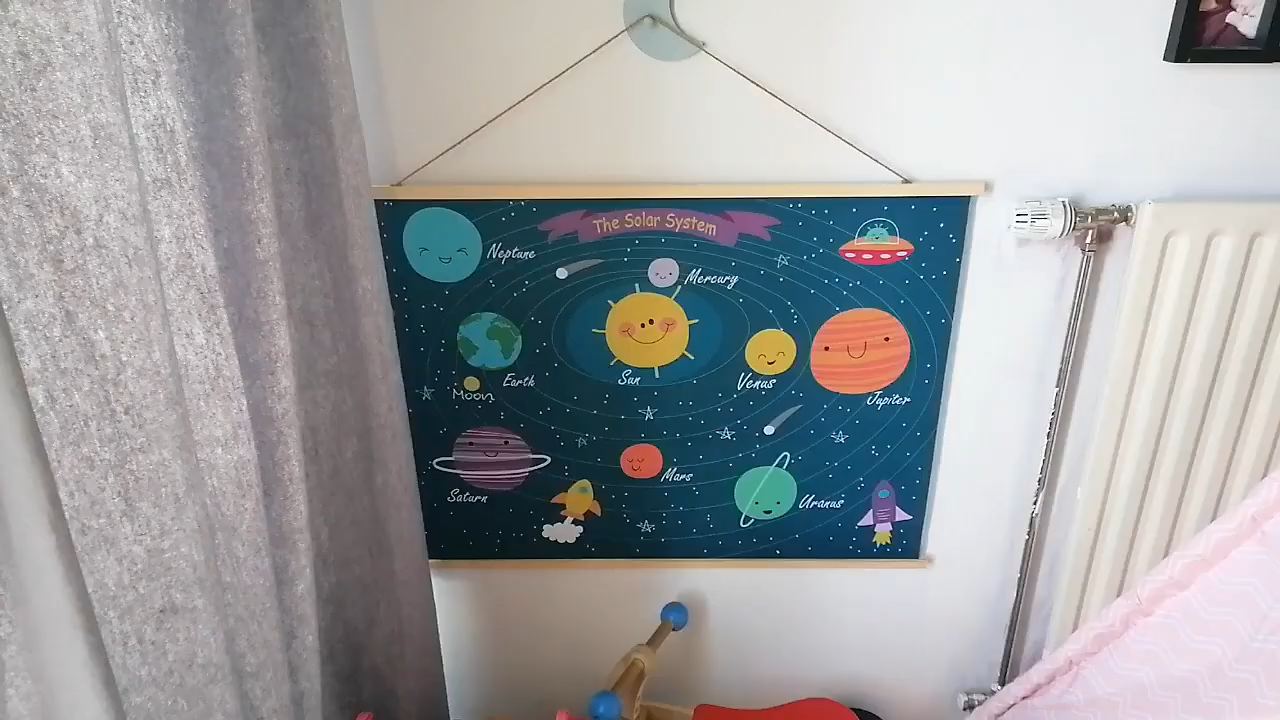 The Solar System
Neptune
Mercury
Earth
Sun
Venus
Jupiter
Moon
Saturn
Mars
Uranus